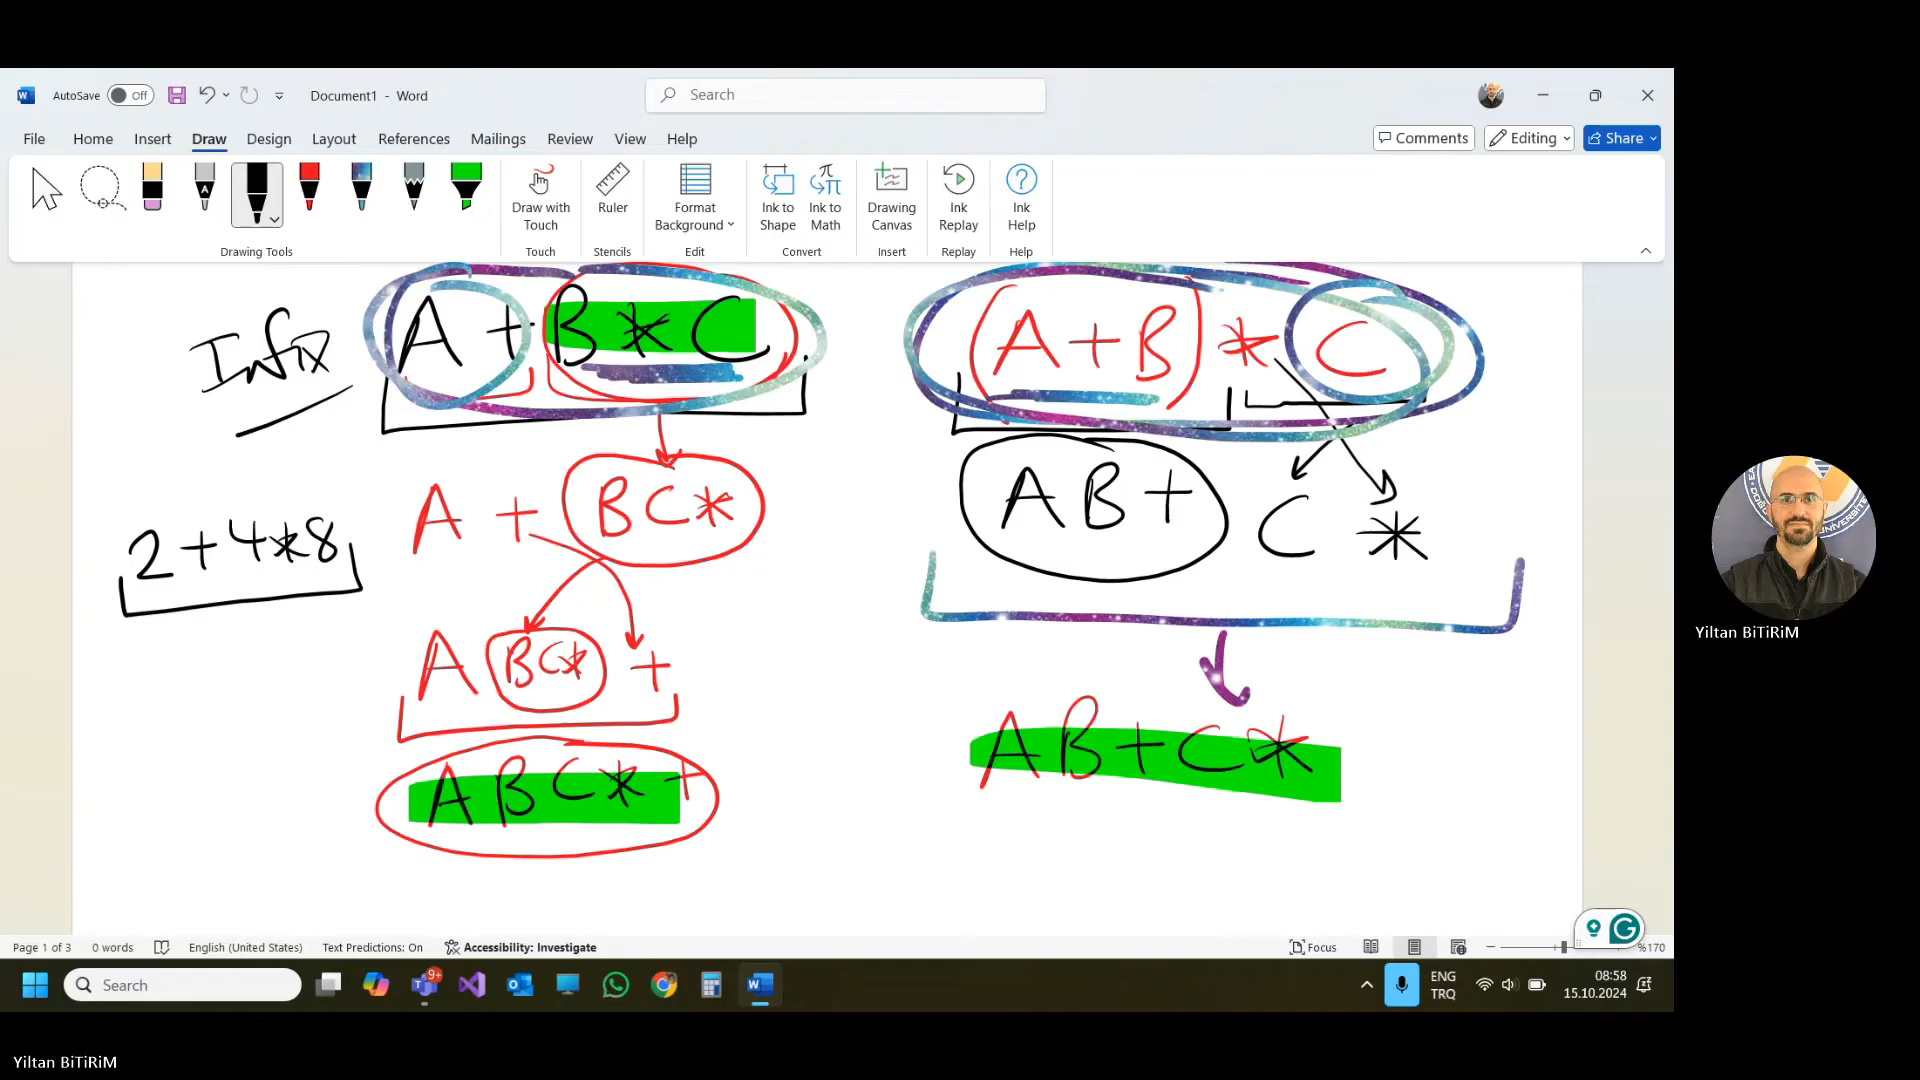 AutoSave Off Document1 - Word Search
File Home Insert Draw Design Layout References Mailings Review View Help Comments Editing Share
Draw with Touch
Ruler
Format Background
Ink to Shape
Ink to Math
Drawing Canvas
Ink Replay
Ink Help
Drawing Tools Touch Stencils Edit Convert Insert Replay Help
Infix A + B * C
(A + B) * C
A + BC*
AB+ C *
2+4*8
A BC* +
ABC*+
AB+C*
Yiltan BiTiRiM
Page 1 of 3 0 words English (United States) Text Predictions: On Accessibility: Investigate Focus %170
Search 9+ ENG TRQ 08:58 15.10.2024
Yiltan BiTiRiM